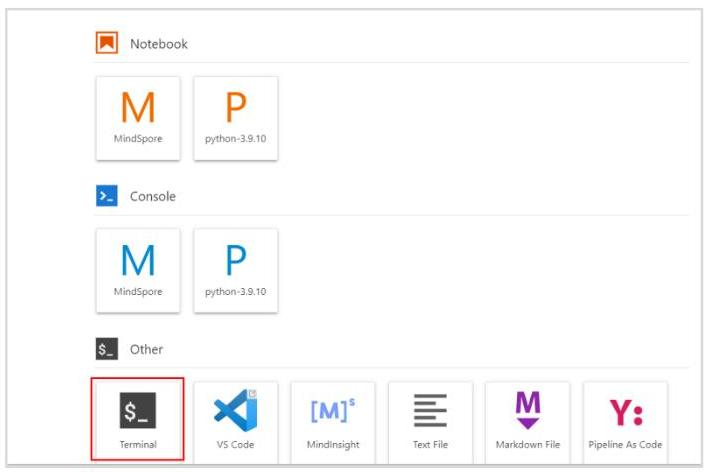 Notebook
M P
MindSpore python-3.9.10
>_ Console
M P
MindSpore python-3.9.10
$_ Other
$_ [M]ˢ M Y:
Terminal VS Code MindInsight Text File Markdown File Pipeline As Code